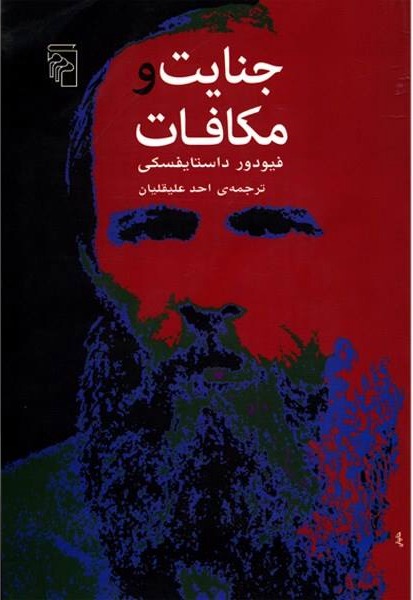 جنایت و
مکافات
فیودور داستایفسکی
ترجمه‌ی احد علیقلیان